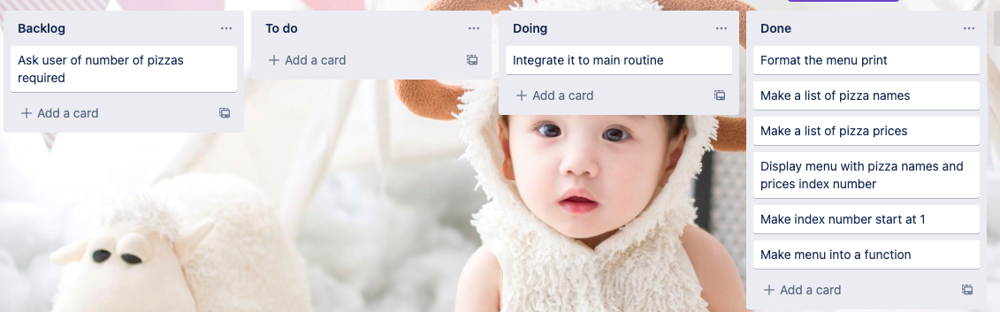 Backlog
Ask user of number of pizzas
required
Add a card
To do
Add a card
Doing
Integrate it to main routine
Add a card
Done
Format the menu print
Make a list of pizza names
Make a list of pizza prices
Display menu with pizza names and
prices index number
Make index number start at 1
Make menu into a function
Add a card